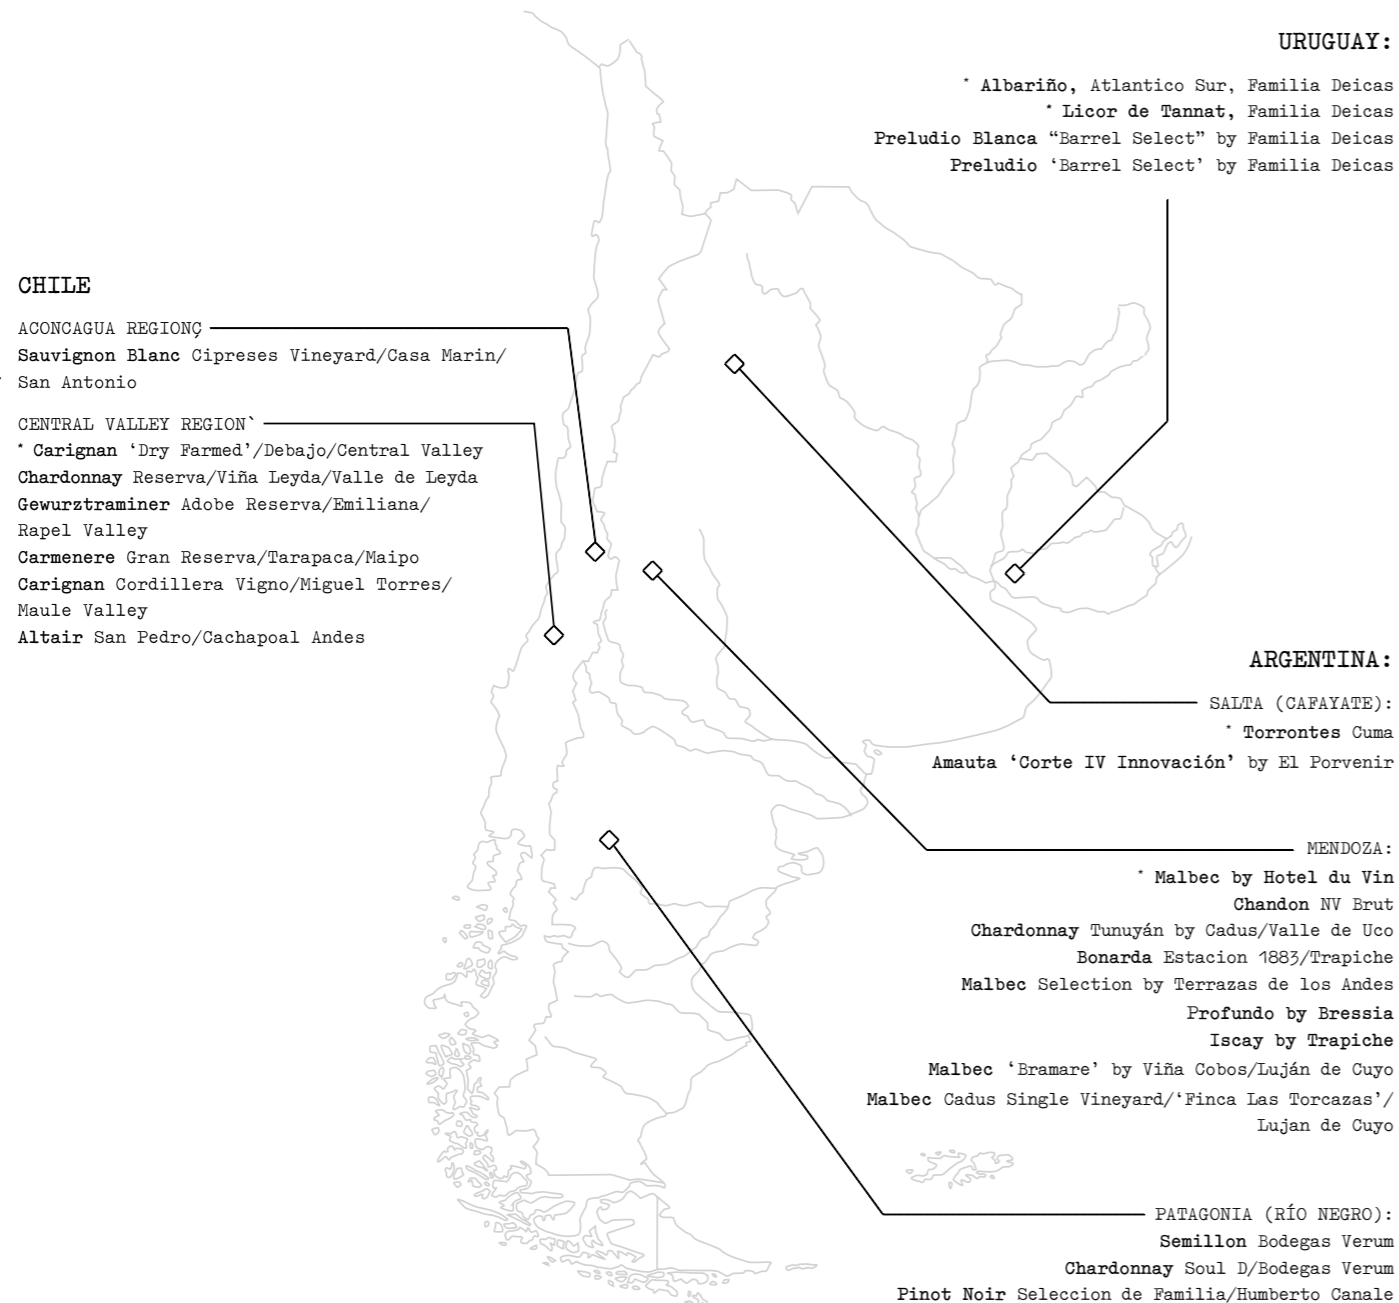 URUGUAY:
* Albariño, Atlantico Sur, Familia Deicas
* Licor de Tannat, Familia Deicas
Preludio Blanca “Barrel Select” by Familia Deicas
Preludio ‘Barrel Select’ by Familia Deicas
CHILE
ACONCAGUA REGIONÇ
Sauvignon Blanc Cipreses Vineyard/Casa Marin/
San Antonio
CENTRAL VALLEY REGION`
* Carignan ‘Dry Farmed’/Debajo/Central Valley
Chardonnay Reserva/Viña Leyda/Valle de Leyda
Gewurztraminer Adobe Reserva/Emiliana/
Rapel Valley
Carmenere Gran Reserva/Tarapaca/Maipo
Carignan Cordillera Vigno/Miguel Torres/
Maule Valley
Altair San Pedro/Cachapoal Andes
ARGENTINA:
SALTA (CAFAYATE):
* Torrontes Cuma
Amauta ‘Corte IV Innovación’ by El Porvenir
MENDOZA:
* Malbec by Hotel du Vin
Chandon NV Brut
Chardonnay Tunuyán by Cadus/Valle de Uco
Bonarda Estacion 1883/Trapiche
Malbec Selection by Terrazas de los Andes
Profundo by Bressia
Iscay by Trapiche
Malbec ‘Bramare’ by Viña Cobos/Luján de Cuyo
Malbec Cadus Single Vineyard/‘Finca Las Torcazas’/
Lujan de Cuyo
PATAGONIA (RÍO NEGRO):
Semillon Bodegas Verum
Chardonnay Soul D/Bodegas Verum
Pinot Noir Seleccion de Familia/Humberto Canale